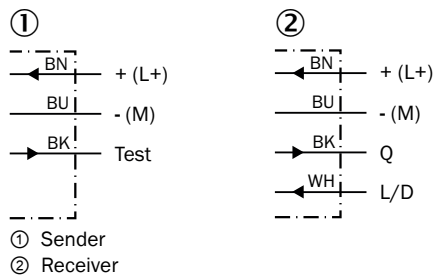 ① ②
BN + (L+) BN + (L+)
BU - (M) BU - (M)
BK Test BK Q
WH L/D
① Sender
② Receiver